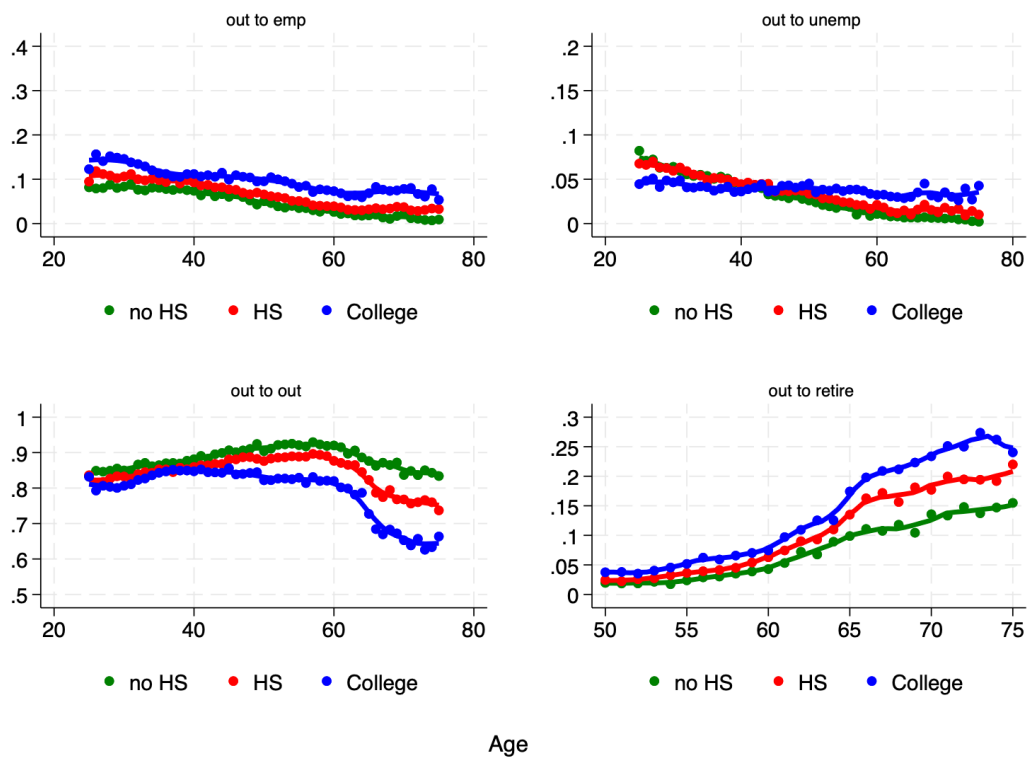 out to emp
.4
.3
.2
.1
0
20 40 60 80
no HS HS College
out to unemp
.2
.15
.1
.05
0
20 40 60 80
no HS HS College
out to out
1
.9
.8
.7
.6
.5
20 40 60 80
no HS HS College
out to retire
.3
.25
.2
.15
.1
.05
0
50 55 60 65 70 75
no HS HS College
Age